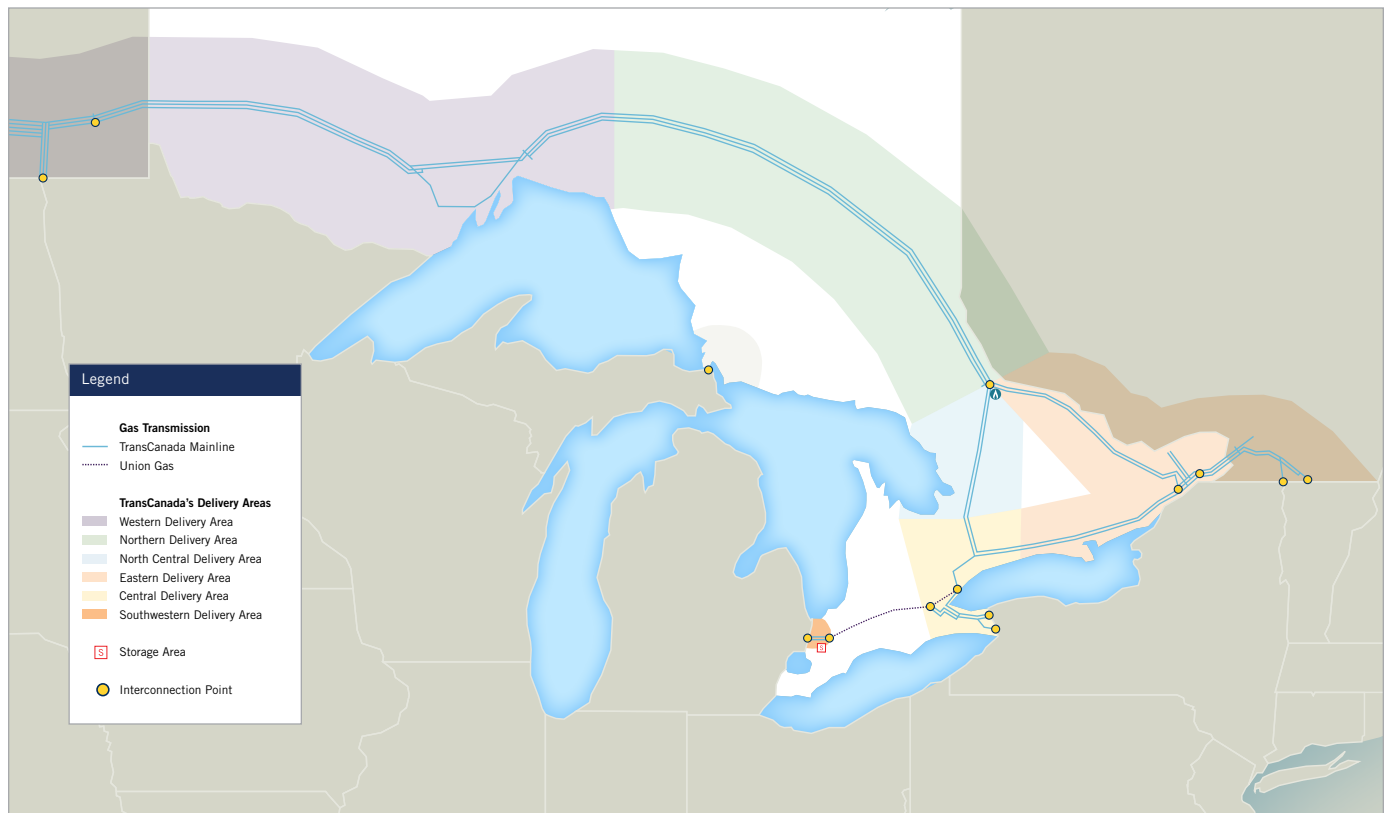 Legend
Gas Transmission
TransCanada Mainline
Union Gas
TransCanada's Delivery Areas
Western Delivery Area
Northern Delivery Area
North Central Delivery Area
Eastern Delivery Area
Central Delivery Area
Southwestern Delivery Area
S Storage Area
Interconnection Point
S